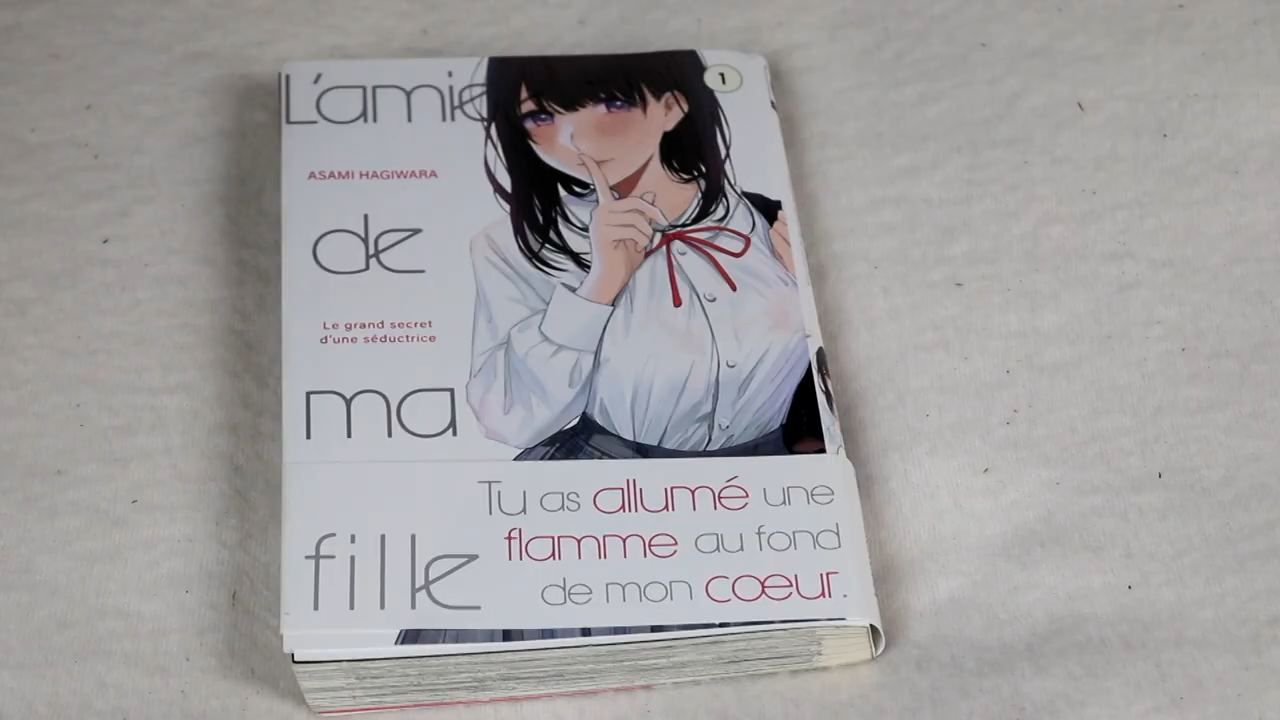 L'amie
1
ASAMI HAGIWARA
de
Le grand secret
d'une séductrice
ma
fille
Tu as allumé une
flamme au fond
de mon cœur.